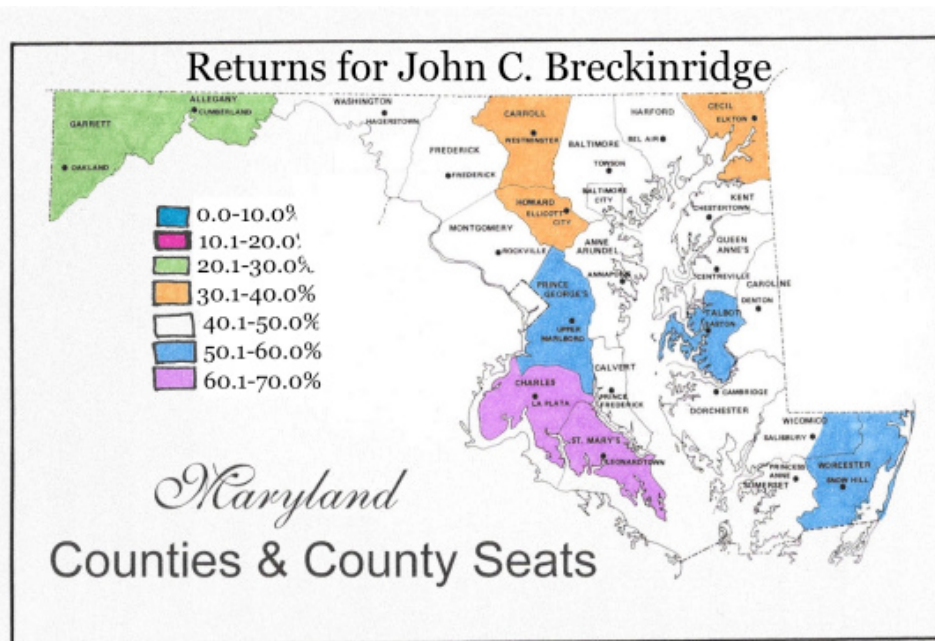 Returns for John C. Breckinridge
GARRETT
OAKLAND
ALLEGANY
CUMBERLAND
WASHINGTON
HAGERSTOWN
FREDERICK
FREDERICK
CARROLL
WESTMINSTER
BALTIMORE
TOWSON
BALTIMORE
CITY
HARFORD
BEL AIR
CECIL
ELKTON
HOWARD
ELLICOTT
CITY
MONTGOMERY
ROCKVILLE
ANNE
ARUNDEL
ANNAPOLIS
KENT
CHESTERTOWN
QUEEN
ANNE'S
CENTREVILLE
CAROLINE
DENTON
TALBOT
EASTON
PRINCE
GEORGE'S
UPPER
MARLBORO
CALVERT
PRINCE
FREDERICK
CHARLES
LA PLATA
ST. MARY'S
LEONARDTOWN
CAMBRIDGE
DORCHESTER
WICOMICO
SALISBURY
PRINCESS
ANNE
SOMERSET
WORCESTER
SNOW HILL
0.0-10.0%
10.1-20.0%
20.1-30.0%
30.1-40.0%
40.1-50.0%
50.1-60.0%
60.1-70.0%
Maryland
Counties & County Seats